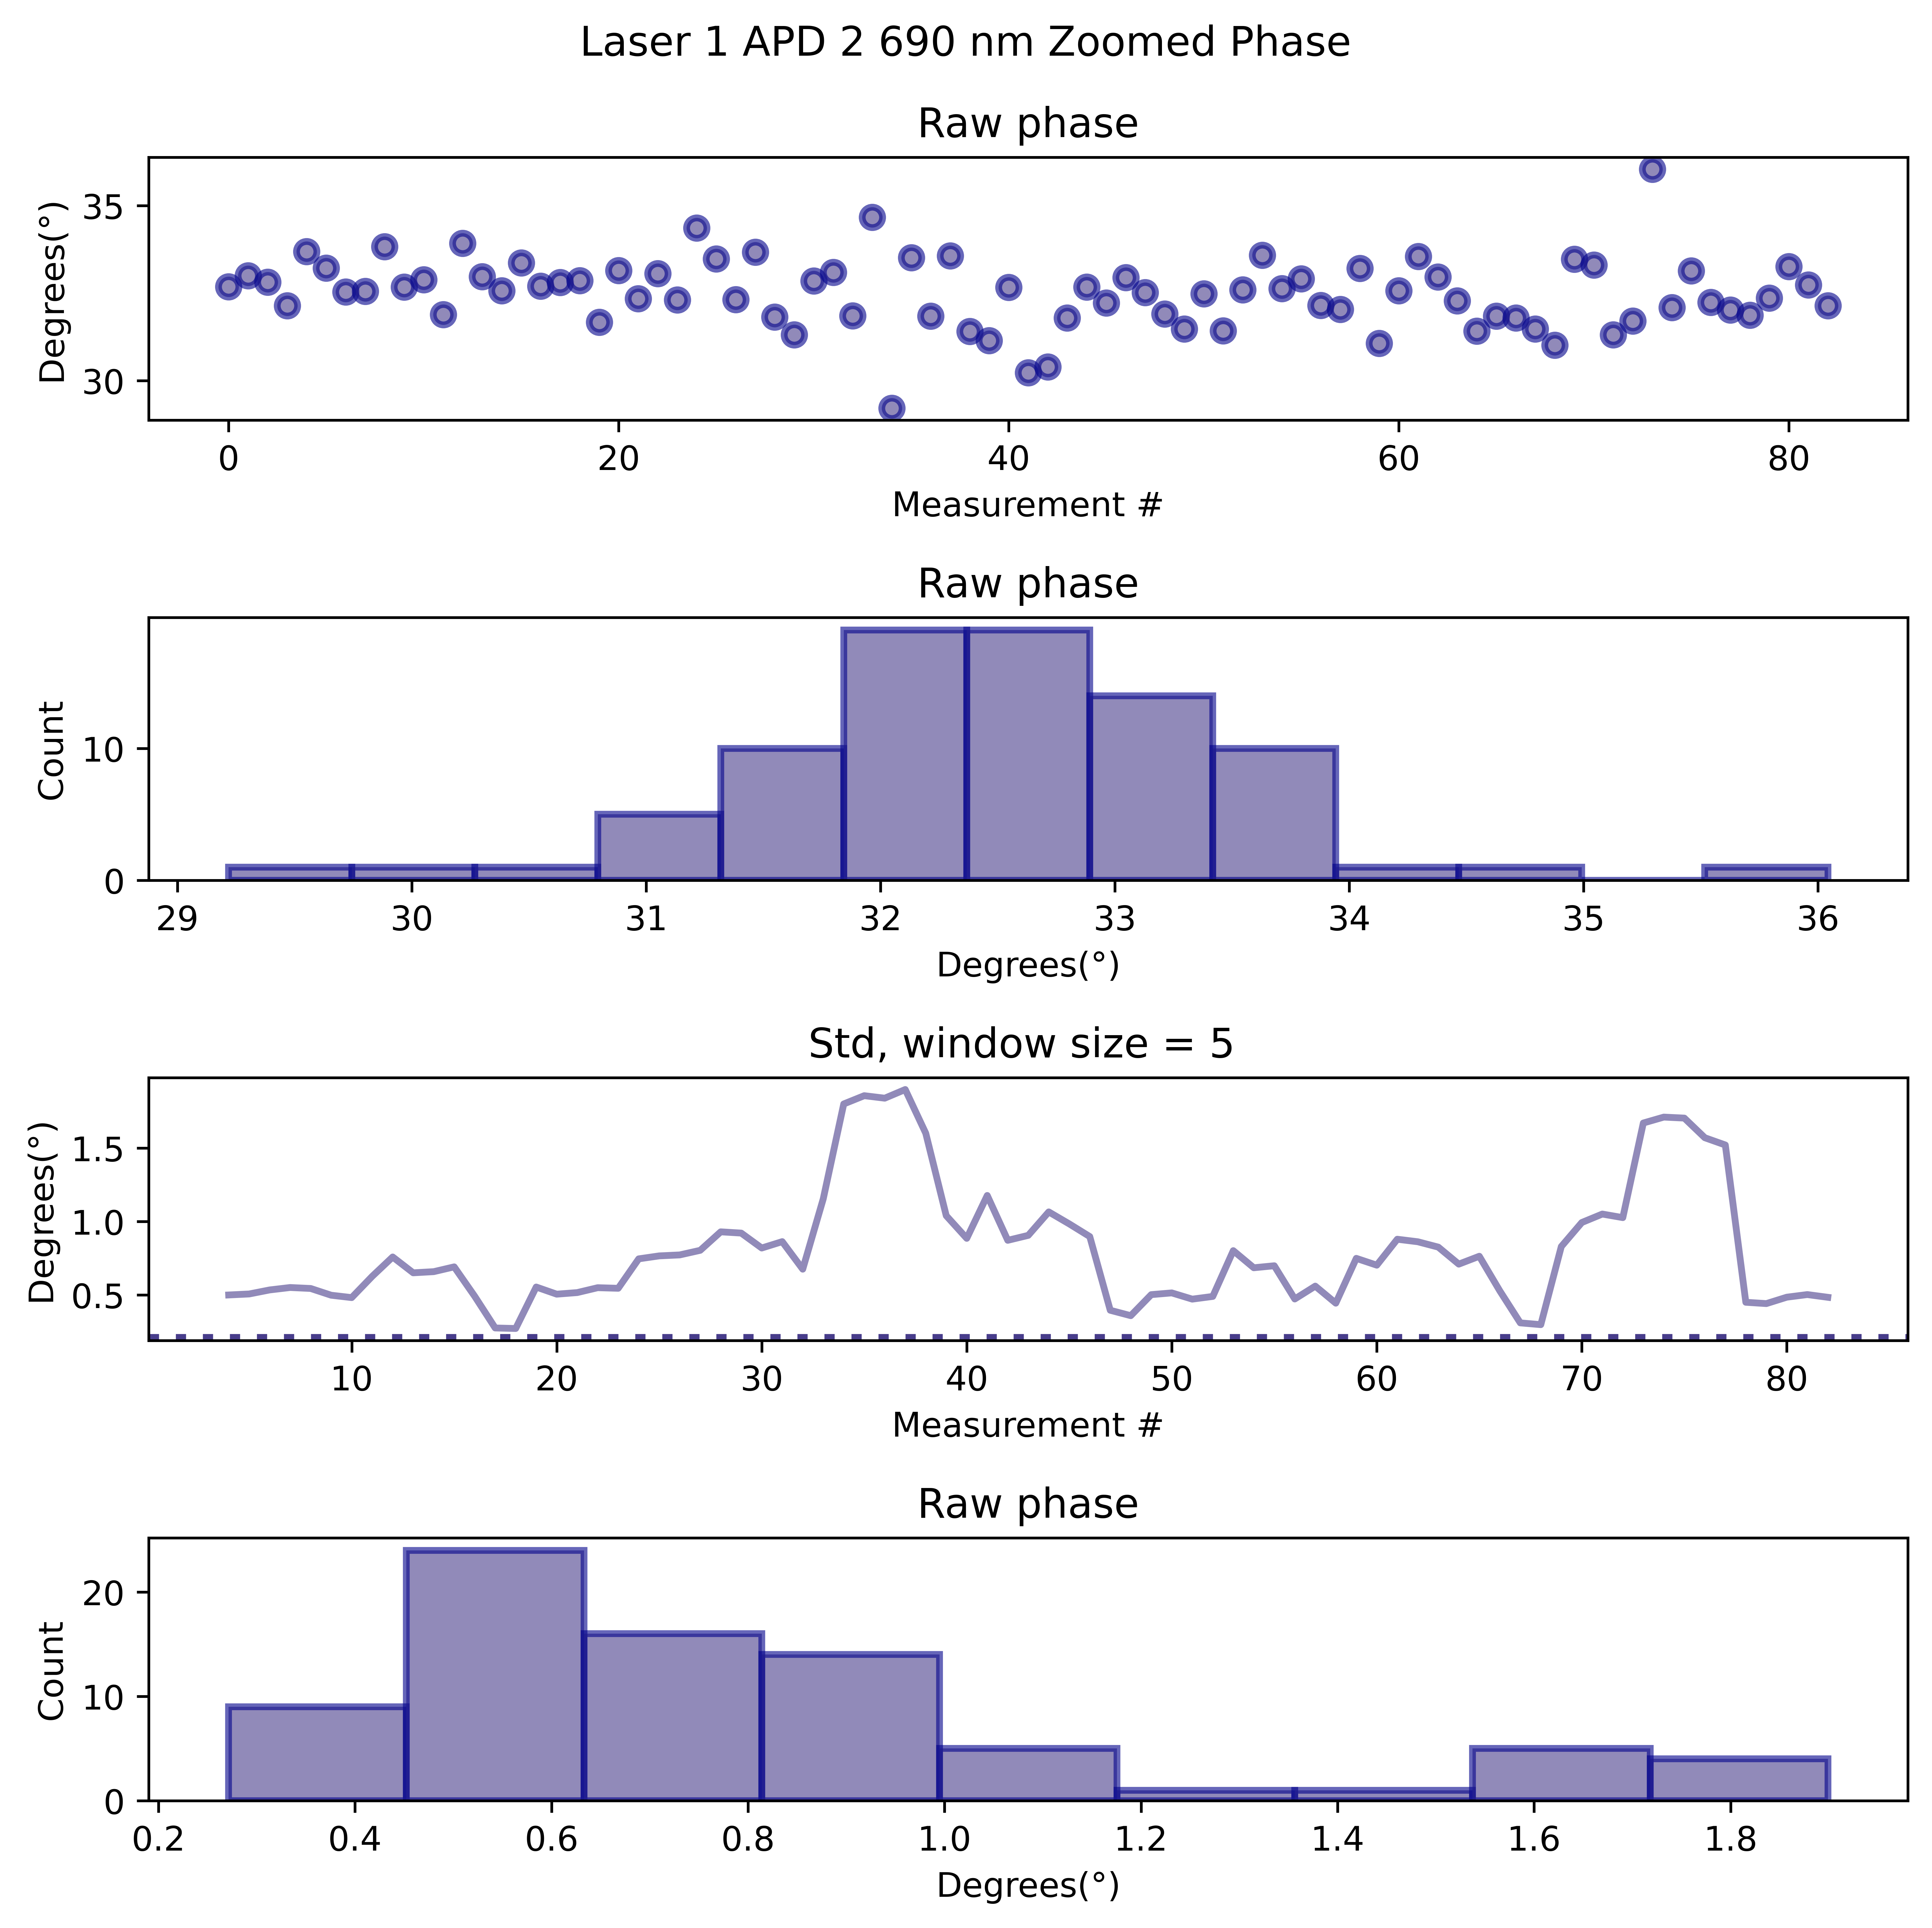 Laser 1 APD 2 690 nm Zoomed Phase
Raw phase
Degrees(°)
35
30
0 20 40 60 80
Measurement #
Raw phase
Count
10
0
29 30 31 32 33 34 35 36
Degrees(°)
Std, window size = 5
Degrees(°)
1.5
1.0
0.5
10 20 30 40 50 60 70 80
Measurement #
Raw phase
Count
20
10
0
0.2 0.4 0.6 0.8 1.0 1.2 1.4 1.6 1.8
Degrees(°)